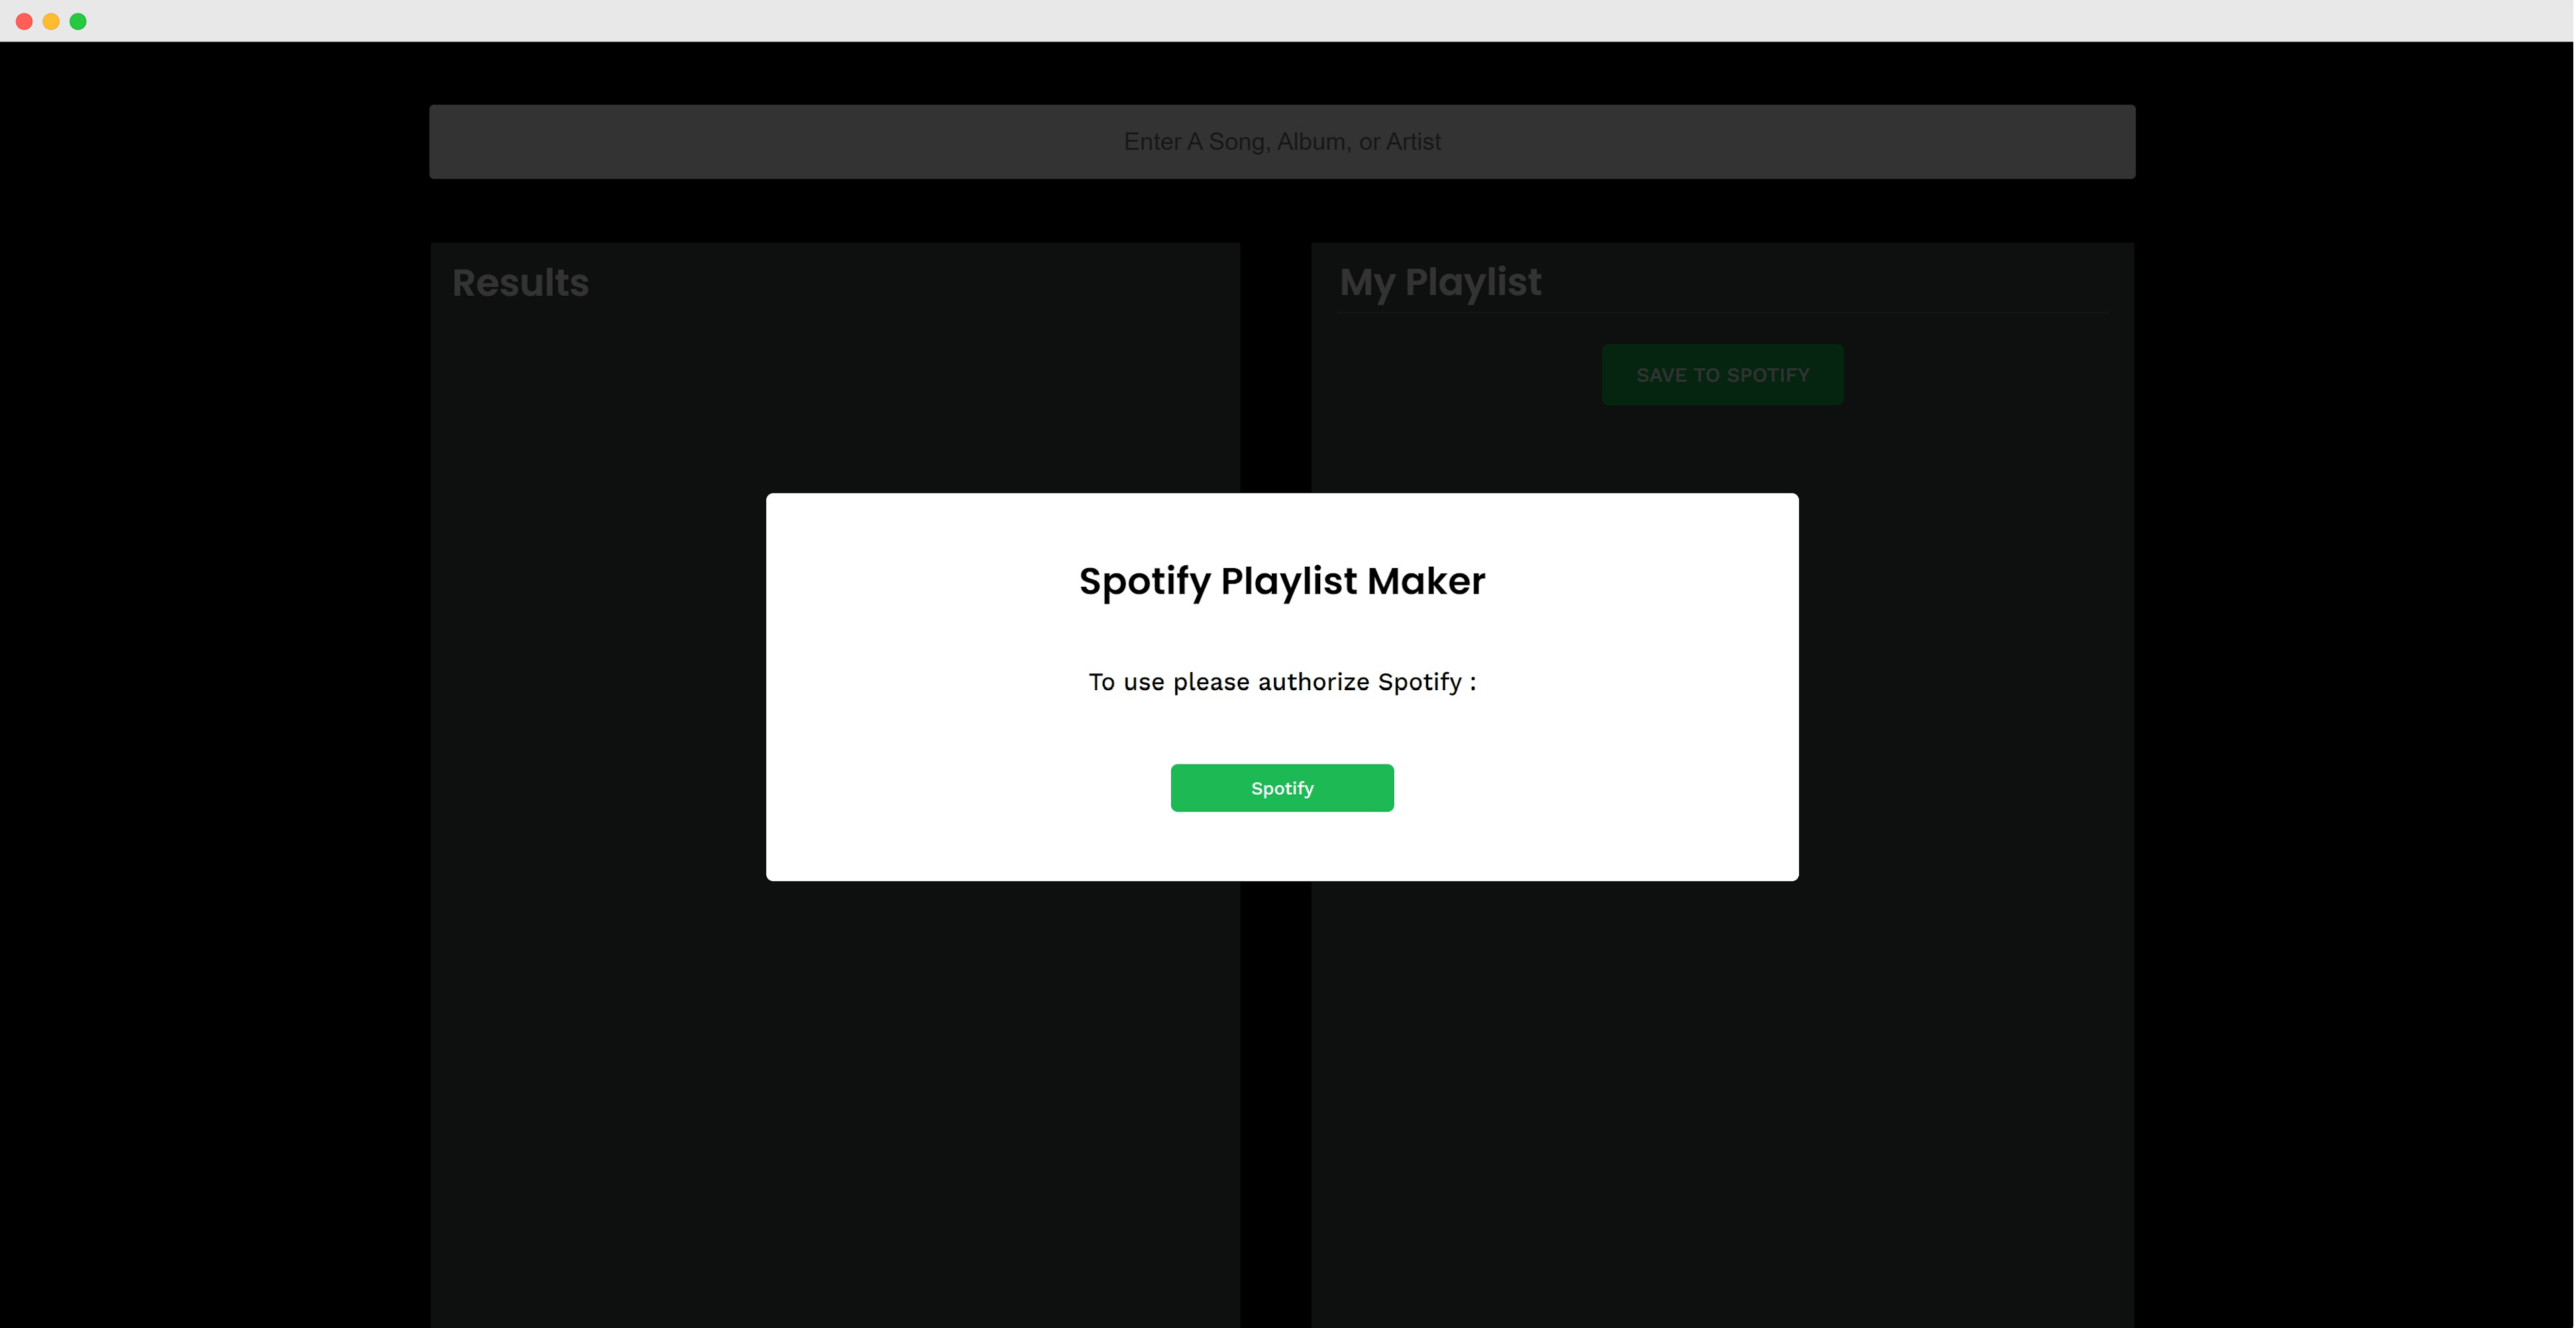 Enter A Song, Album, or Artist
Results
My Playlist
SAVE TO SPOTIFY
Spotify Playlist Maker
To use please authorize Spotify :
Spotify